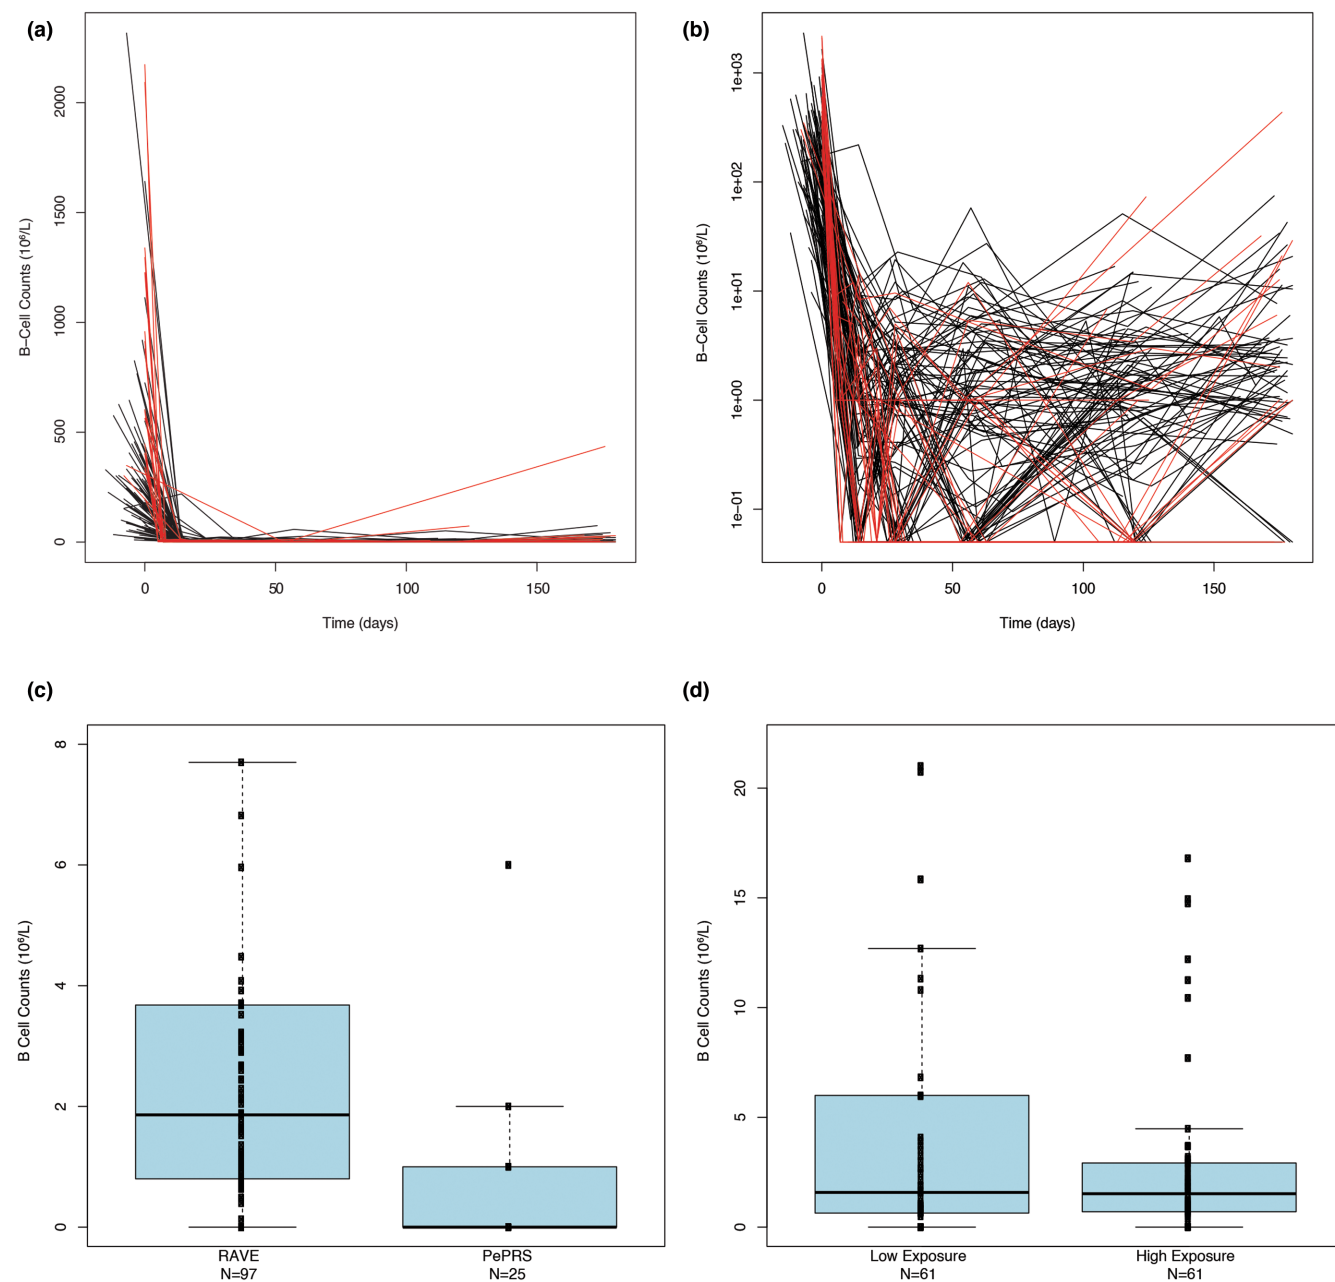 (a)
B−Cell Counts (10⁶/L)
2000
1500
1000
500
0
0 50 100 150
Time (days)
(b)
B−Cell Counts (10⁶/L)
1e+03
1e+02
1e+01
1e+00
1e−01
0 50 100 150
Time (days)
(c)
B Cell Counts (10⁶/L)
8
6
4
2
0
RAVE PePRS
N=97 N=25
(d)
B Cell Counts (10⁶/L)
20
15
10
5
0
Low Exposure High Exposure
N=61 N=61